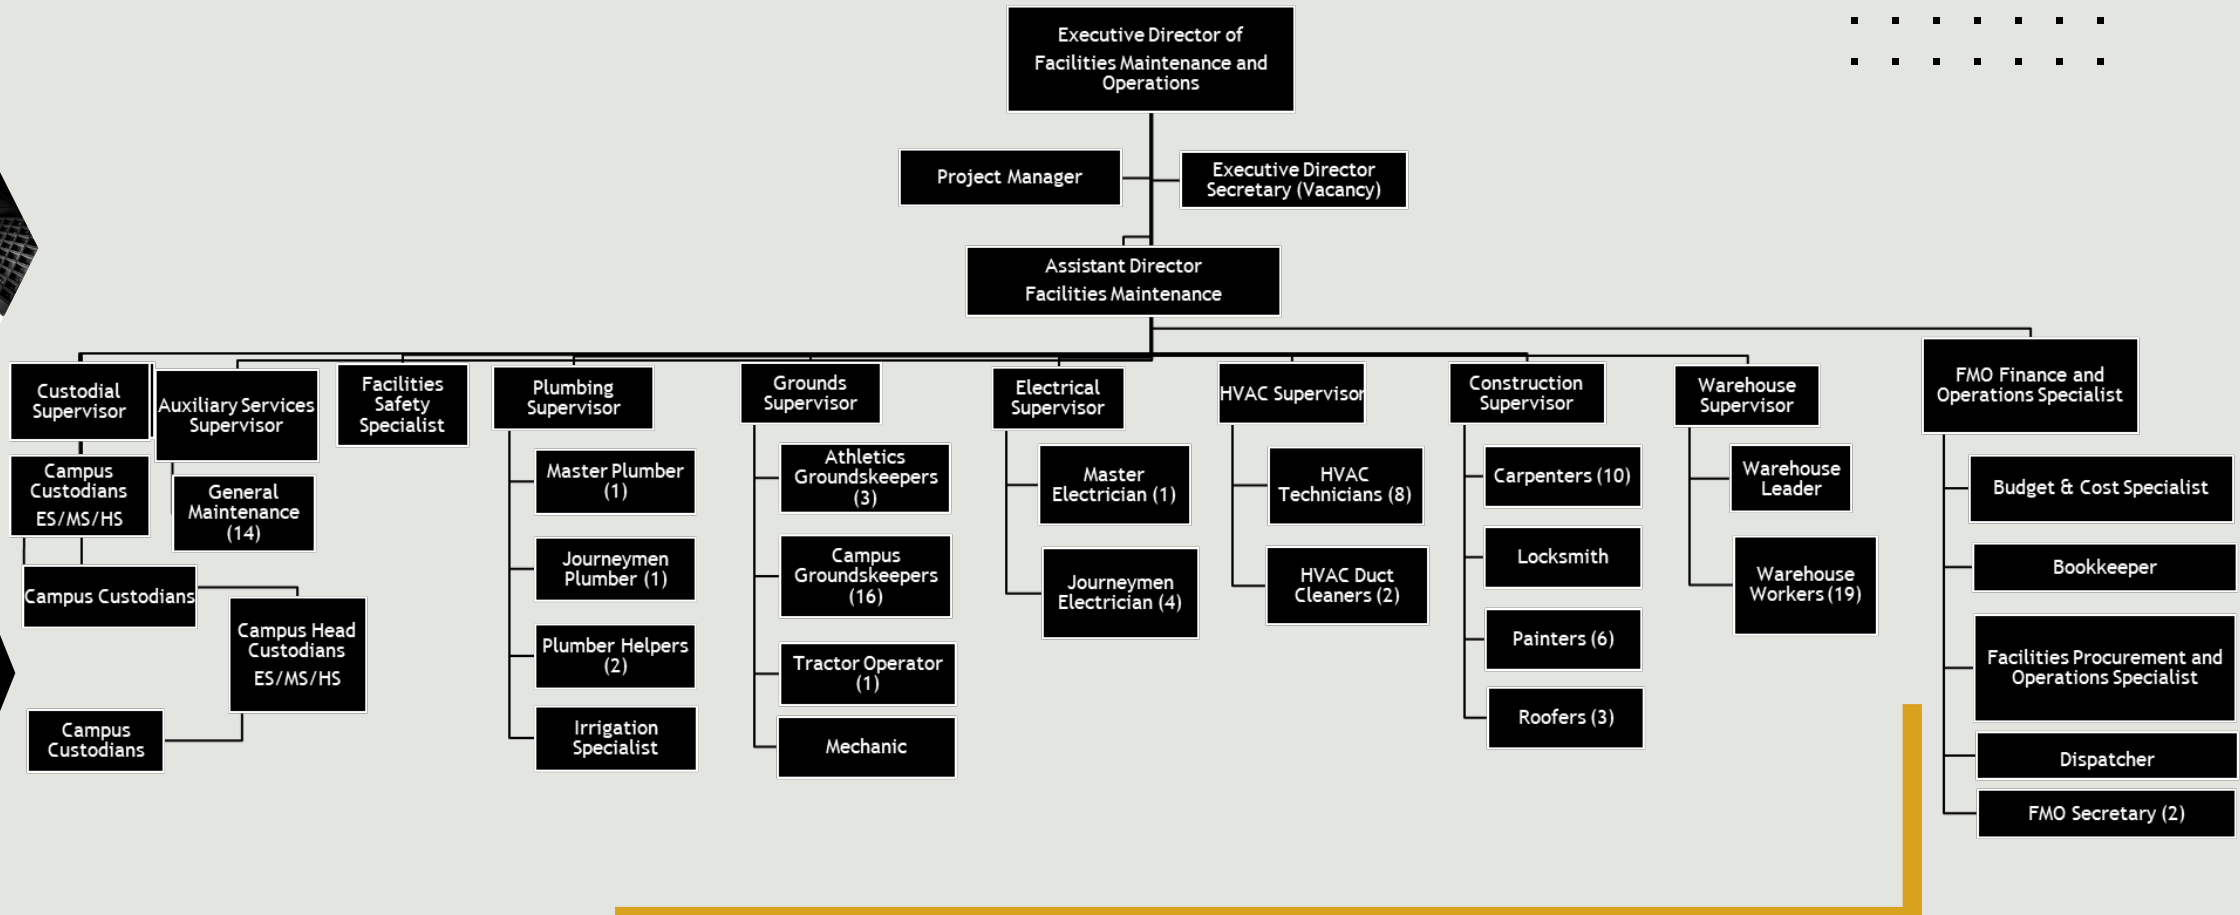 Executive Director of
Facilities Maintenance and
Operations
Project Manager
Executive Director
Secretary (Vacancy)
Assistant Director
Facilities Maintenance
Custodial
Supervisor
Campus
Custodians
ES/MS/HS
Campus Custodians
Campus Head
Custodians
ES/MS/HS
Campus
Custodians
Auxiliary Services
Supervisor
General
Maintenance
(14)
Facilities
Safety
Specialist
Plumbing
Supervisor
Master Plumber
(1)
Journeymen
Plumber (1)
Plumber Helpers
(2)
Irrigation
Specialist
Grounds
Supervisor
Athletics
Groundskeepers
(3)
Campus
Groundskeepers
(16)
Tractor Operator
(1)
Mechanic
Electrical
Supervisor
Master
Electrician (1)
Journeymen
Electrician (4)
HVAC Supervisor
HVAC
Technicians (8)
HVAC Duct
Cleaners (2)
Construction
Supervisor
Carpenters (10)
Locksmith
Painters (6)
Roofers (3)
Warehouse
Supervisor
Warehouse
Leader
Warehouse
Workers (19)
FMO Finance and
Operations Specialist
Budget & Cost Specialist
Bookkeeper
Facilities Procurement and
Operations Specialist
Dispatcher
FMO Secretary (2)